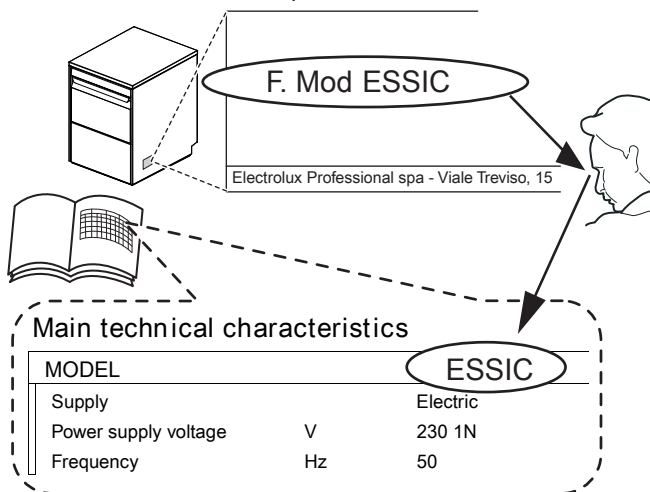 F. Mod ESSIC
Electrolux Professional spa - Viale Treviso, 15
Main technical characteristics
MODEL ESSIC
Supply Electric
Power supply voltage V 230 1N
Frequency Hz 50